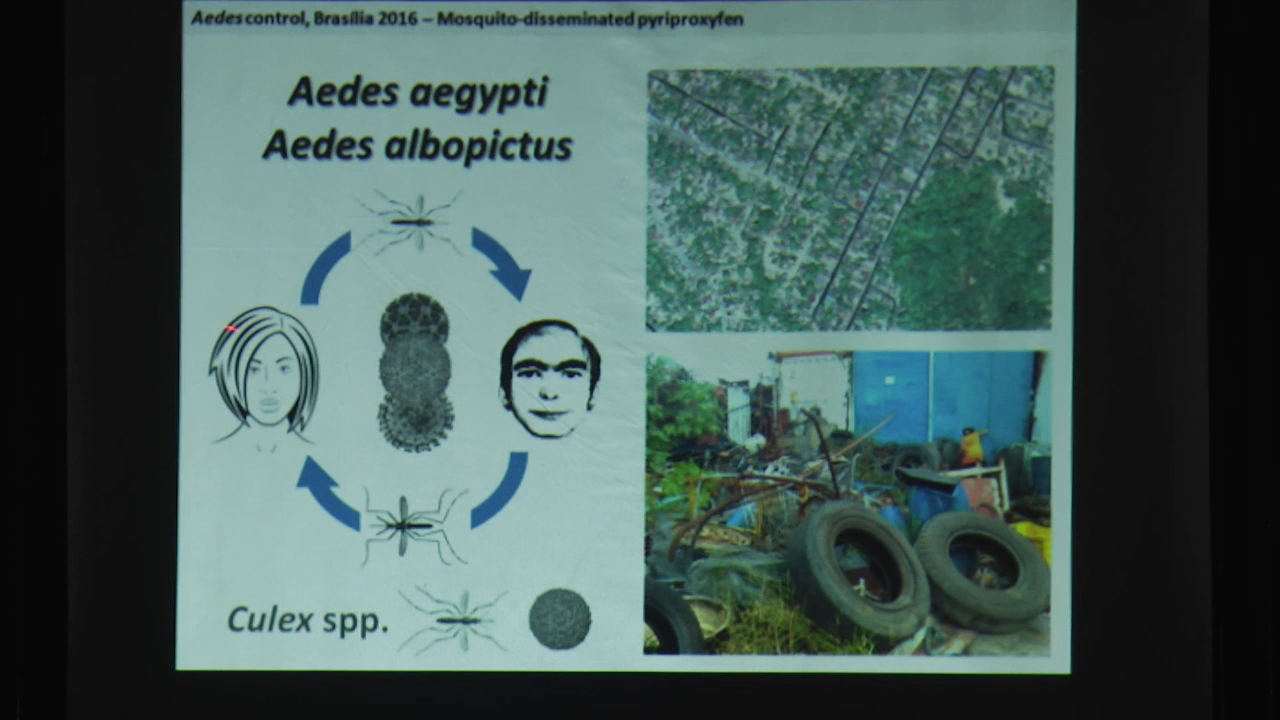 Aedes control, Brasília 2016 – Mosquito-disseminated pyriproxyfen
Aedes aegypti
Aedes albopictus
Culex spp.